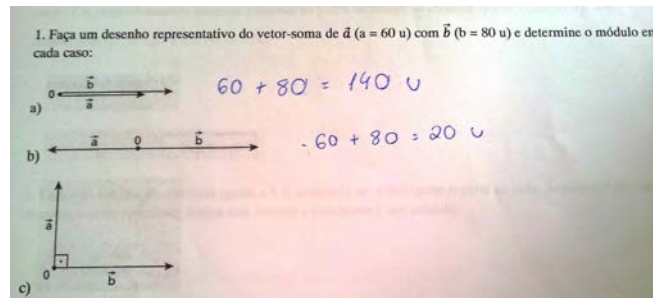 1. Faça um desenho representativo do vetor-soma de a⃗ (a = 60 u) com b⃗ (b = 80 u) e determine o módulo em
cada caso:
b⃗
0
a⃗
a)
60 + 80 = 140 u
a⃗ 0 b⃗
b)
- 60 + 80 = 20 u
a⃗
0
b⃗
c)